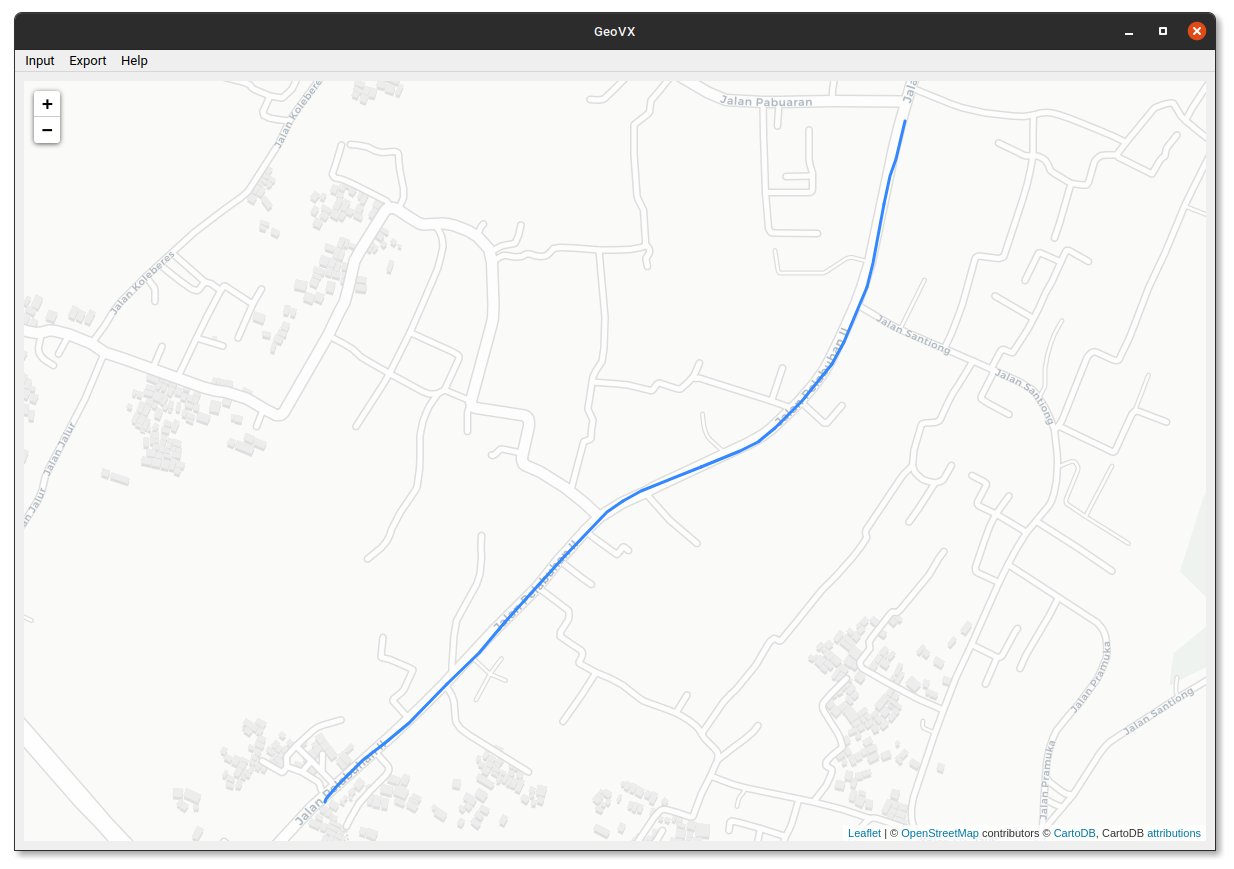 GeoVX
Input Export Help
+
−
Jalan Koleberes
Jalan Pabuaran
Jala
Jalan Koleberes
Jalan Santiong
Jalan Pelabuhan II
Jalan Santiong
Jalan Jalur
an Jalur
Jalan Pelabuhan II
Jalan Pramuka
Jalan Santiong
Jalan Pelabuhan II
Jalan Pramuka
Leaflet | © OpenStreetMap contributors © CartoDB, CartoDB attributions